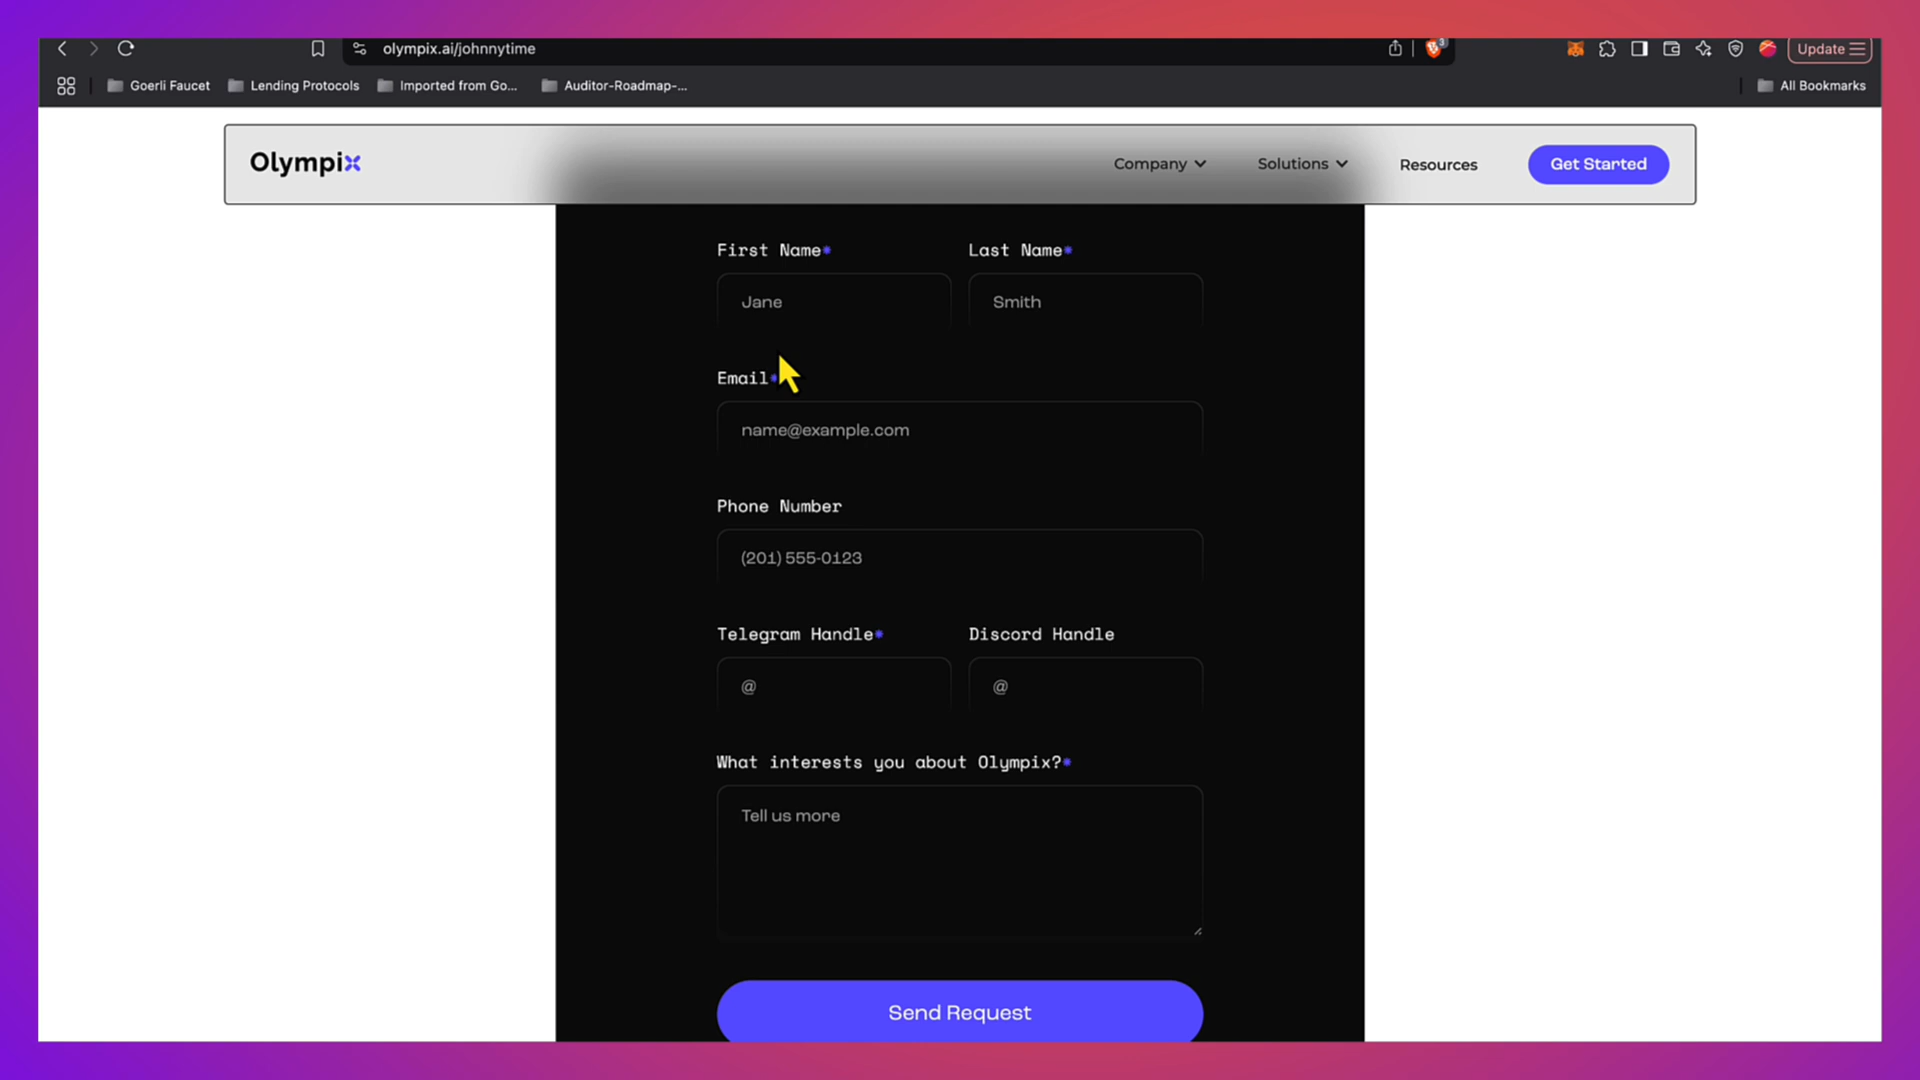 olympix.ai/johnnytime
3
Update
Goerli Faucet
Lending Protocols
Imported from Go...
Auditor-Roadmap-...
All Bookmarks
Olympix
Company
Solutions
Resources
Get Started
First Name*
Last Name*
Jane
Smith
Email*
name@example.com
Phone Number
(201) 555-0123
Telegram Handle*
Discord Handle
@
@
What interests you about Olympix?*
Tell us more
Send Request